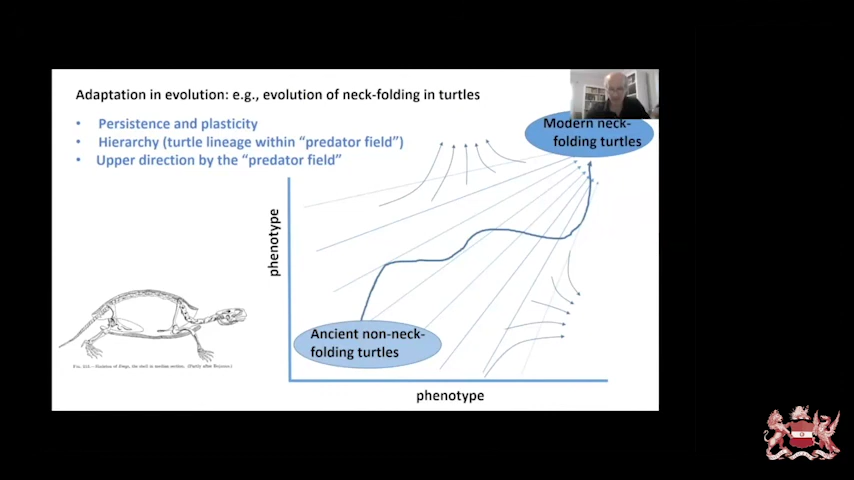 Adaptation in evolution: e.g., evolution of neck-folding in turtles
• Persistence and plasticity
• Hierarchy (turtle lineage within “predator field”)
• Upper direction by the “predator field”
Modern neck-
folding turtles
phenotype
Ancient non-neck-
folding turtles
phenotype